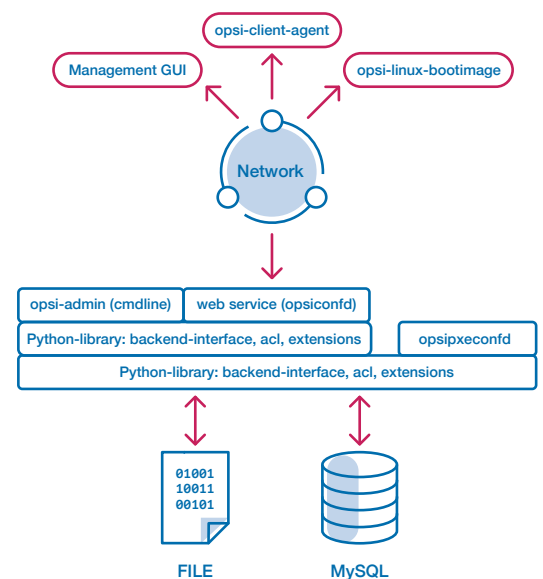 opsi-client-agent
Management GUI
opsi-linux-bootimage
Network
opsi-admin (cmdline)
web service (opsiconfd)
Python-library: backend-interface, acl, extensions
opsipxeconfd
Python-library: backend-interface, acl, extensions
01001
10011
00101
FILE
MySQL